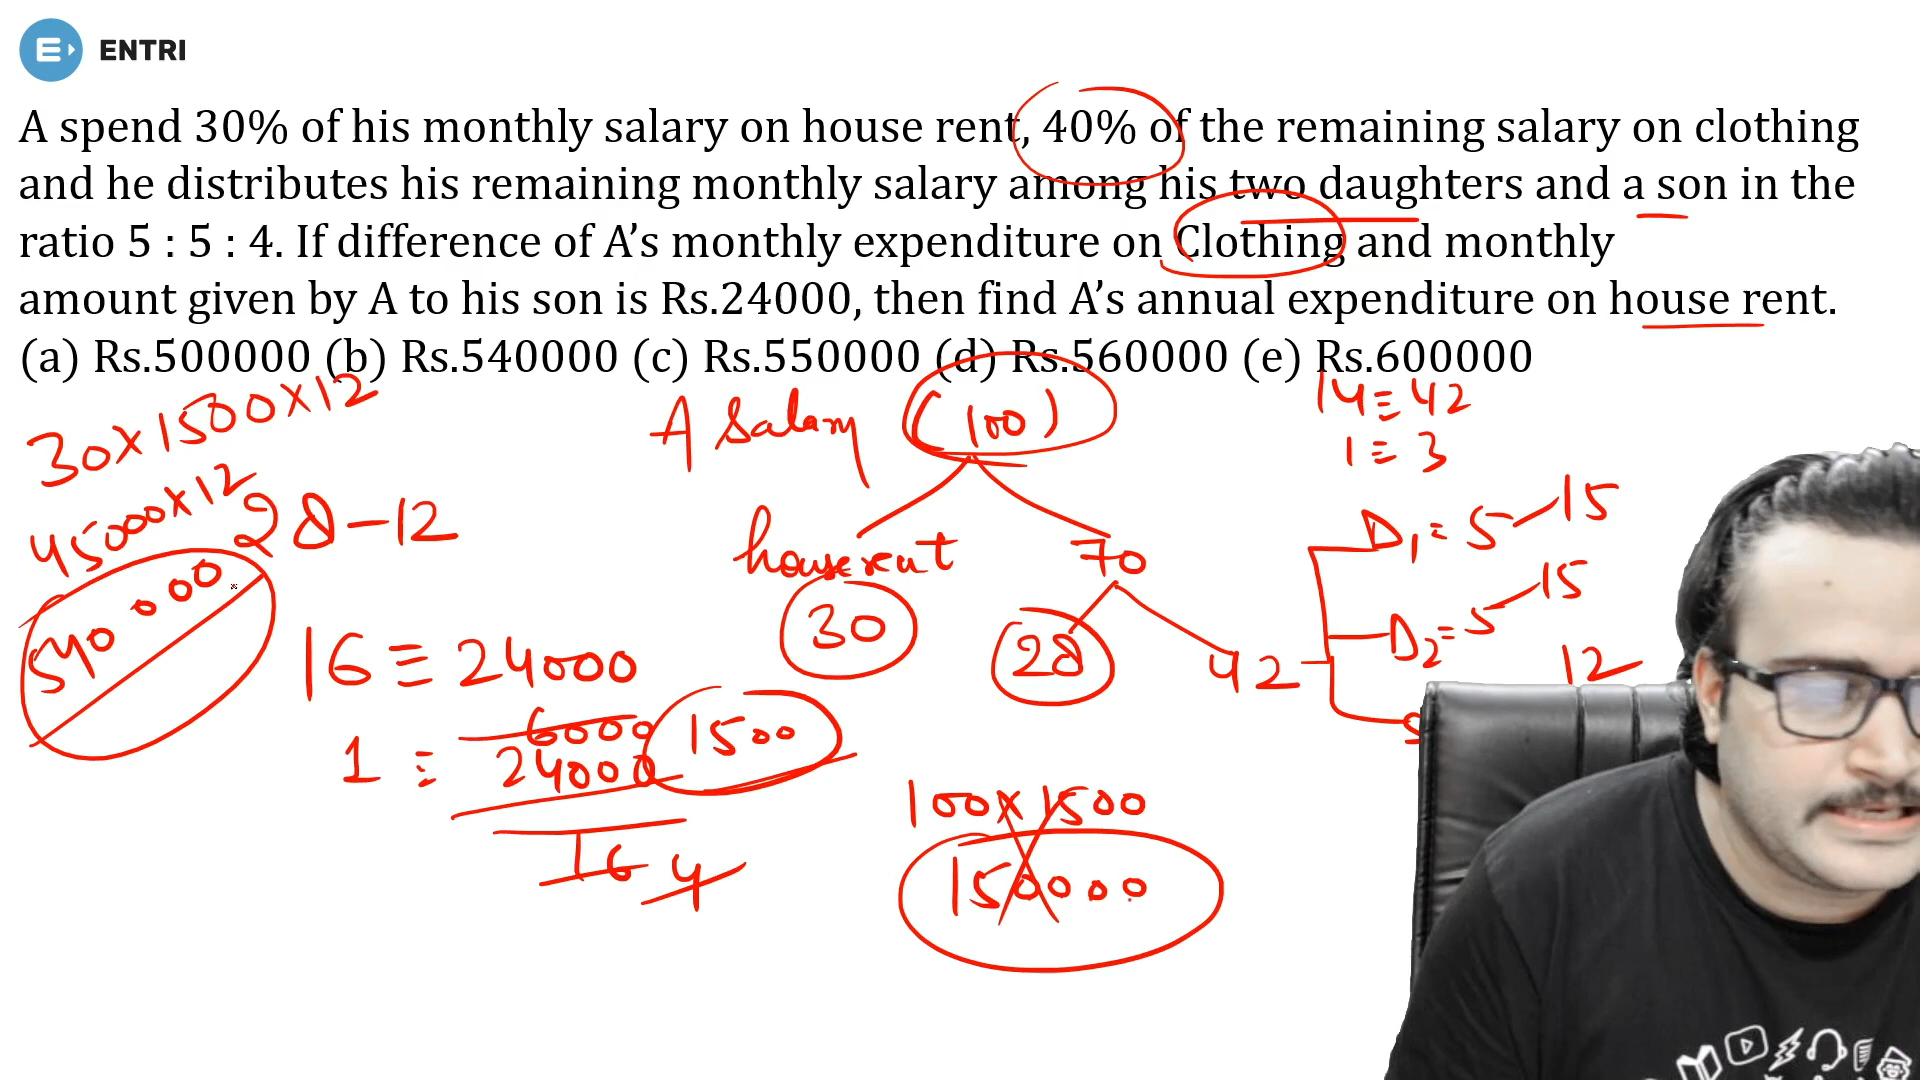 ENTRI
A spend 30% of his monthly salary on house rent, 40% of the remaining salary on clothing
and he distributes his remaining monthly salary among his two daughters and a son in the
ratio 5 : 5 : 4. If difference of A’s monthly expenditure on Clothing and monthly
amount given by A to his son is Rs.24000, then find A’s annual expenditure on house rent.
(a) Rs.500000 (b) Rs.540000 (c) Rs.550000 (d) Rs.560000 (e) Rs.600000
30×1500×12
45000×12
540000
28-12
16 ≡ 24000
6000
1 ≡ 24000
1500
16 4
A Salary (100)
house rent
30
70
28
42
100×1500
150000
14 ≡ 42
1 ≡ 3
D1 = 5 15
D2 = 5 15
12
S